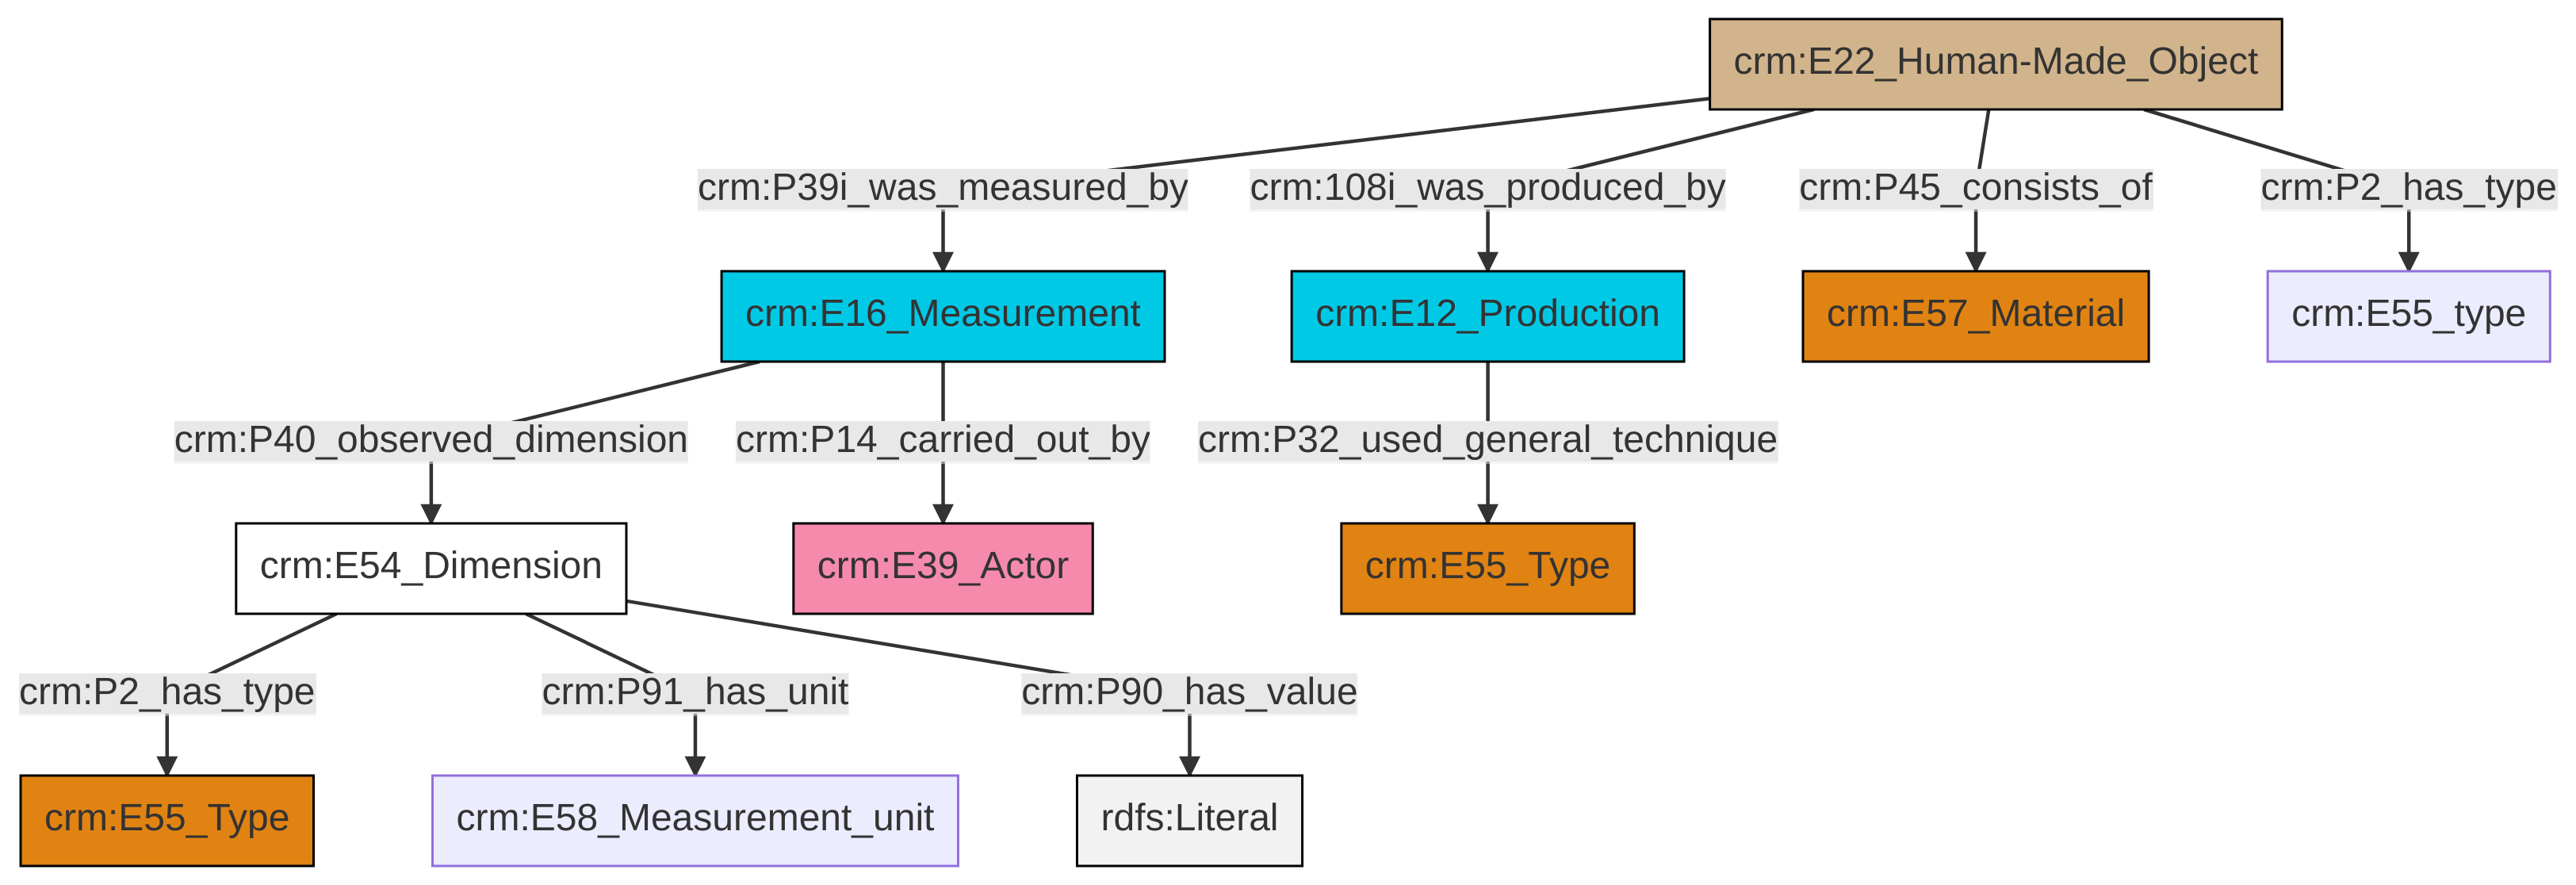 crm:E22_Human-Made_Object
crm:P39i_was_measured_by
crm:108i_was_produced_by
crm:P45_consists_of
crm:P2_has_type
crm:E16_Measurement
crm:E12_Production
crm:E57_Material
crm:E55_type
crm:P40_observed_dimension
crm:P14_carried_out_by
crm:P32_used_general_technique
crm:E54_Dimension
crm:E39_Actor
crm:E55_Type
crm:P2_has_type
crm:P91_has_unit
crm:P90_has_value
crm:E55_Type
crm:E58_Measurement_unit
rdfs:Literal